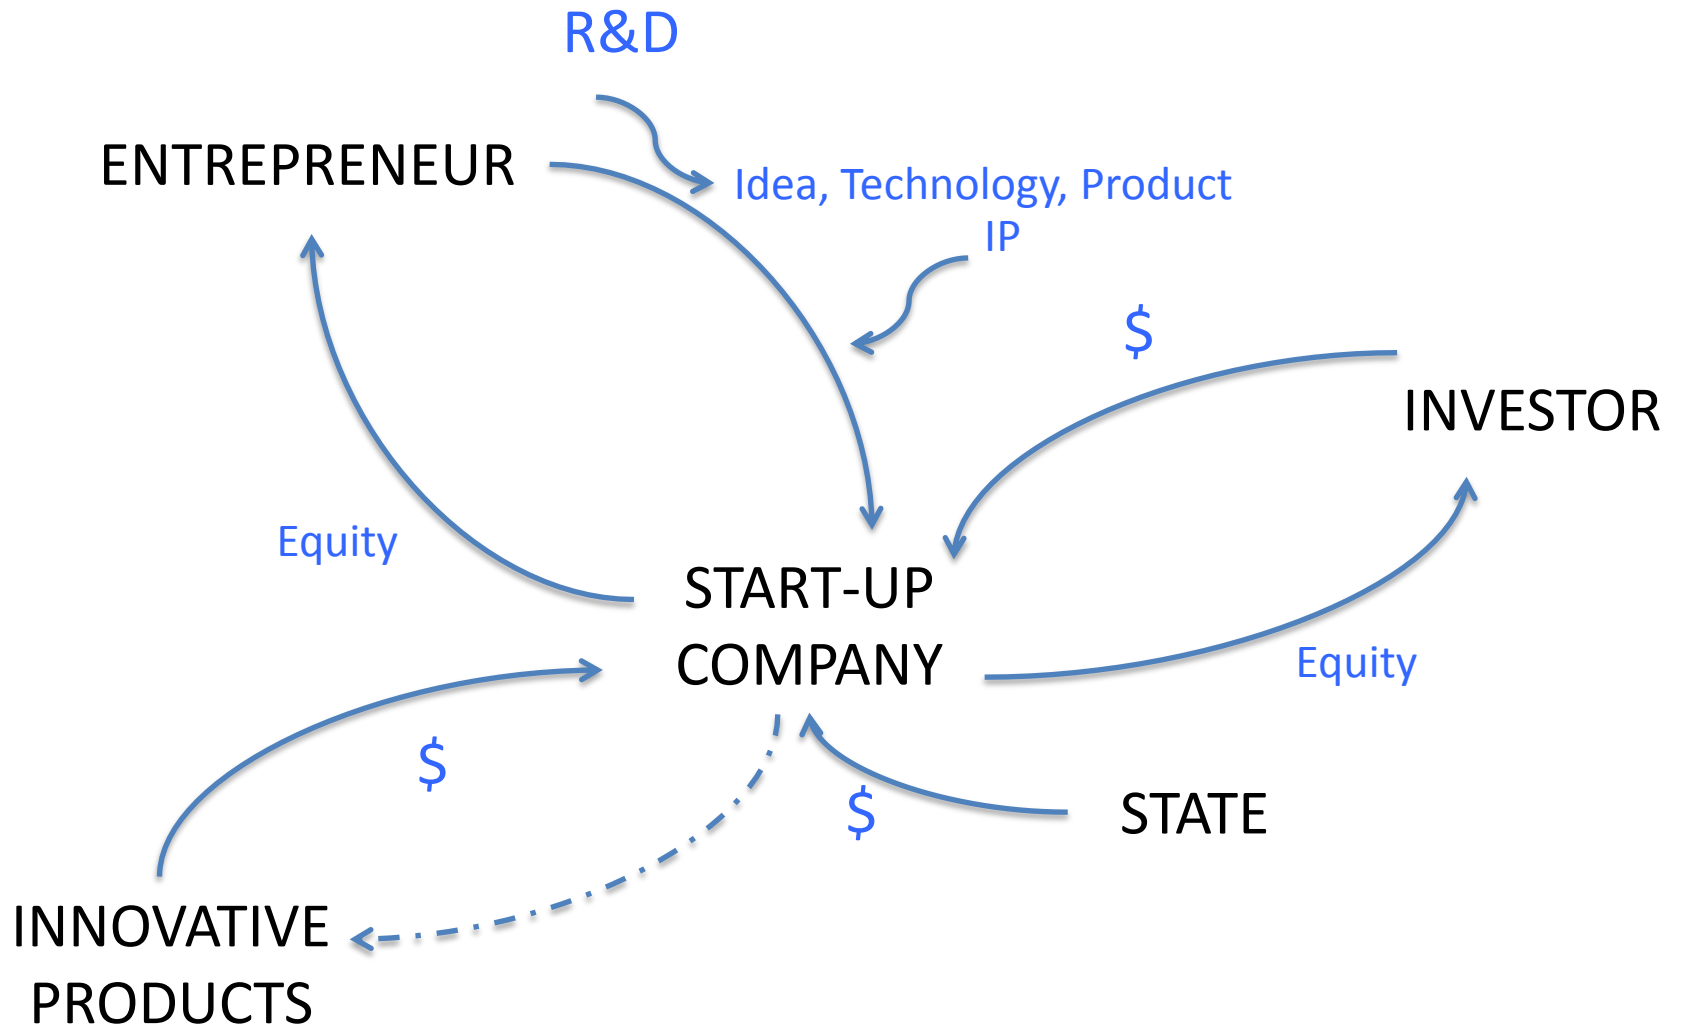 R&D
ENTREPRENEUR
Idea, Technology, Product
IP
$
INVESTOR
Equity
START-UP
COMPANY
Equity
$
$
STATE
INNOVATIVE
PRODUCTS